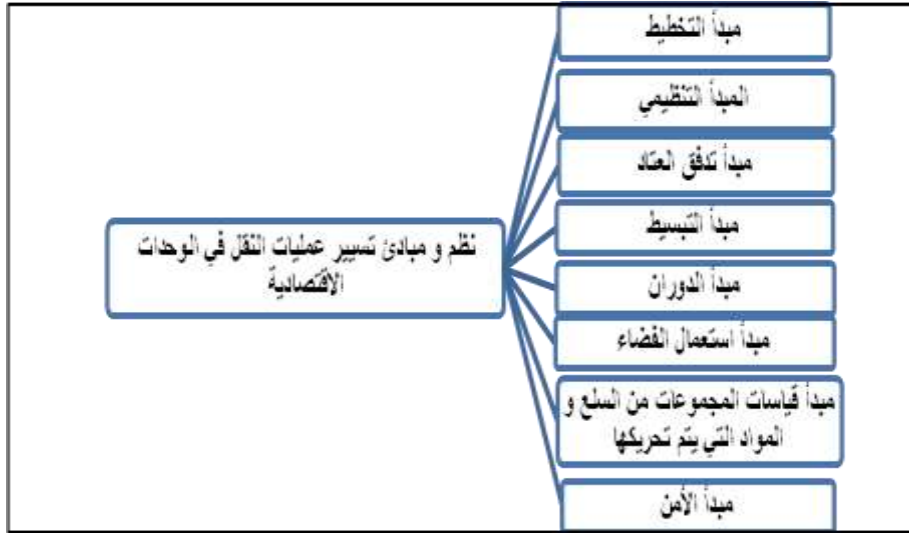 مبدأ التخطيط
المبدأ التنظيمي
مبدأ تدفق العتاد
مبدأ التبسيط
نظم و مبادئ تسيير عمليات النقل في الوحدات
الاقتصادية
مبدأ الدوران
مبدأ استعمال الفضاء
مبدأ قياسات المجموعات من السلع و
المواد التي يتم تحريكها
مبدأ الأمن